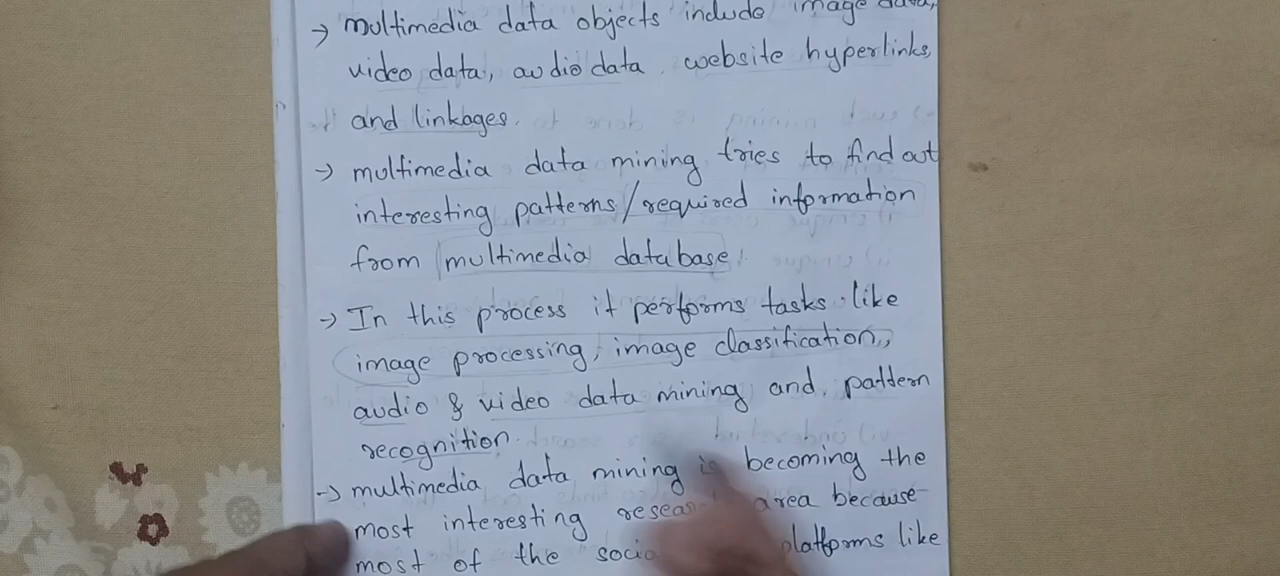 → multimedia data objects include image data,
video data, audio data, website hyperlinks,
and linkages.
→ multimedia data mining tries to find out
interesting patterns/required information
from multimedia database.
→ In this process it performs tasks like
image processing, image classification,
audio & video data mining and pattern
recognition.
→ multimedia data mining is becoming the
most interesting area because
most of the platforms like